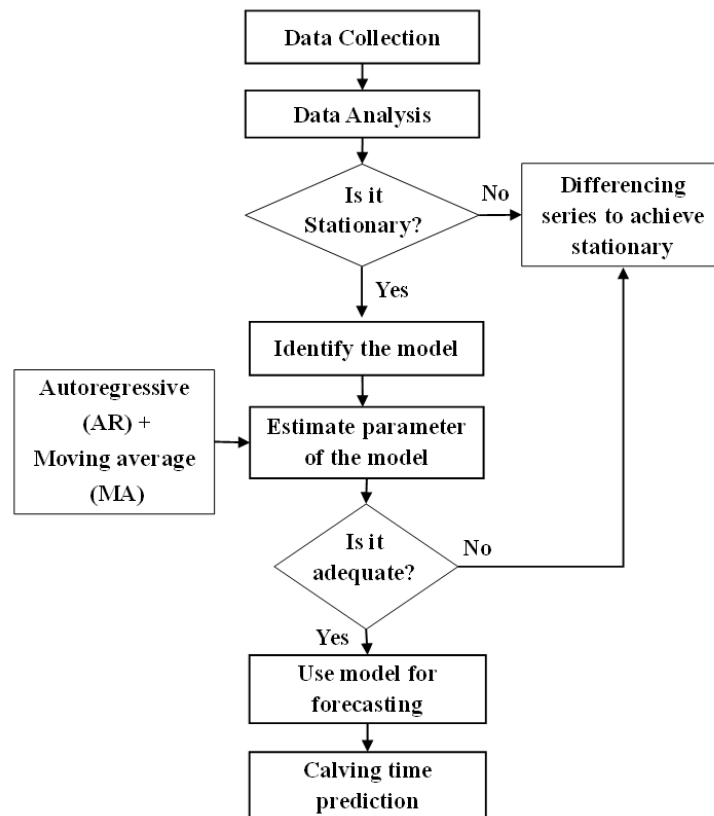 Data Collection
Data Analysis
Is it
Stationary?
No
Differencing
series to achieve
stationary
Yes
Identify the model
Autoregressive
(AR) +
Moving average
(MA)
Estimate parameter
of the model
Is it
adequate?
No
Yes
Use model for
forecasting
Calving time
prediction